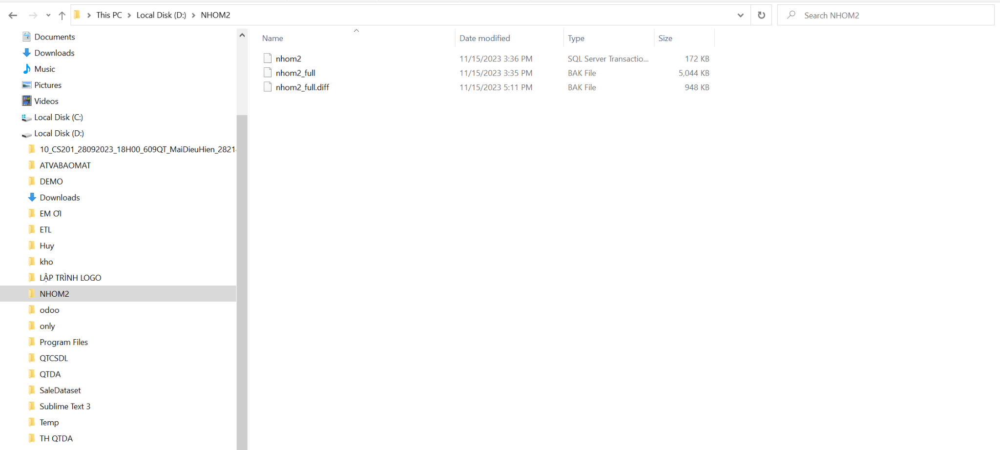 This PC > Local Disk (D:) > NHOM2
Search NHOM2
Documents
Downloads
Music
Pictures
Videos
Local Disk (C:)
Local Disk (D:)
10_CS201_28092023_18H00_609QT_MaiDieuHien_2821
ATVABAOMAT
DEMO
Downloads
EM ƠI
ETL
Huy
kho
LẬP TRÌNH LOGO
NHOM2
odoo
only
Program Files
QTCSDL
QTDA
SaleDataset
Sublime Text 3
Temp
TH QTDA
Name Date modified Type Size
nhom2 11/15/2023 3:36 PM SQL Server Transactio... 172 KB
nhom2_full 11/15/2023 3:35 PM BAK File 5,044 KB
nhom2_full.diff 11/15/2023 5:11 PM BAK File 948 KB